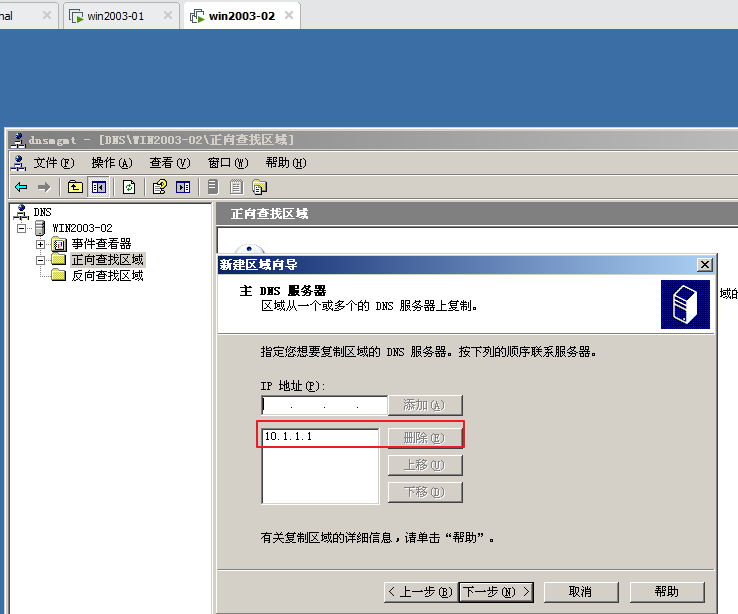 nal
win2003-01
win2003-02
dnsmgmt - [DNS\WIN2003-02\正向查找区域]
文件(F) 操作(A) 查看(V) 窗口(W) 帮助(H)
DNS
WIN2003-02
事件查看器
正向查找区域
反向查找区域
正向查找区域
域的
新建区域向导
主 DNS 服务器
区域从一个或多个的 DNS 服务器上复制。
指定您想要复制区域的 DNS 服务器。按下列的顺序联系服务器。
IP 地址(P):
. . .
添加(A)
10.1.1.1
删除(E)
上移(U)
下移(D)
有关复制区域的详细信息，请单击“帮助”。
< 上一步(B) 下一步(N) > 取消 帮助